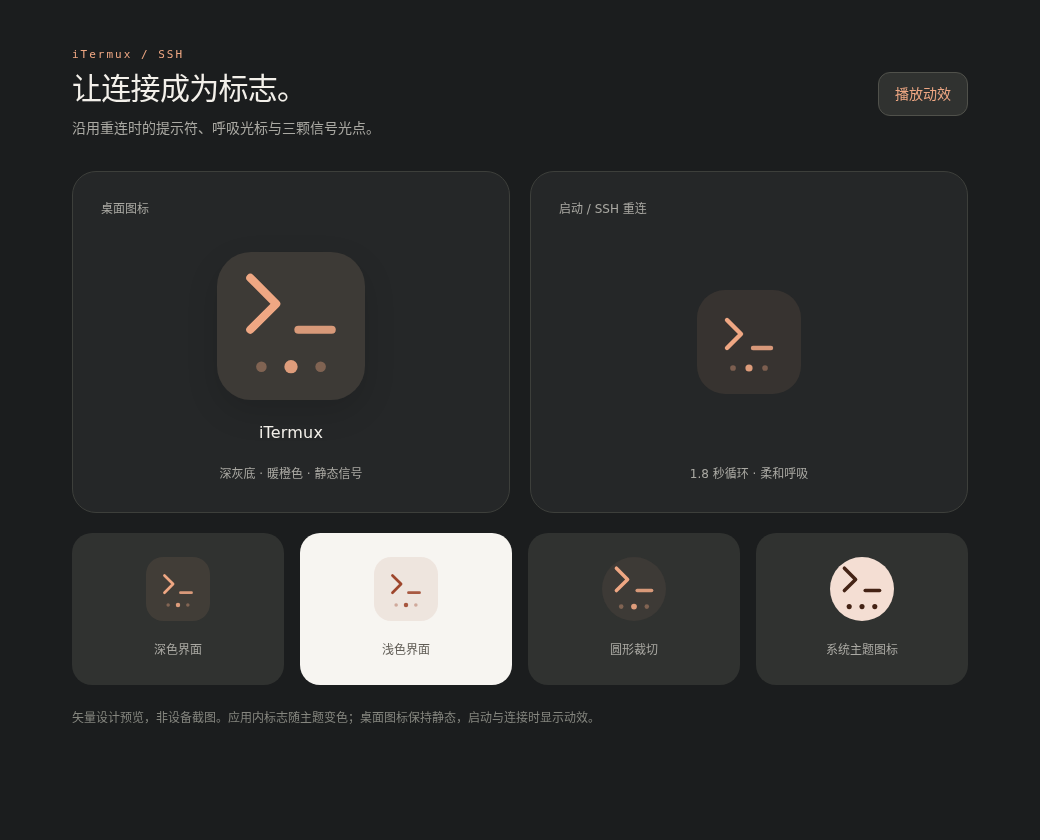 iTermux / SSH
让连接成为标志。
沿用重连时的提示符、呼吸光标与三颗信号光点。
播放动效
桌面图标
启动 / SSH 重连
iTermux
深灰底 · 暖橙色 · 静态信号
1.8 秒循环 · 柔和呼吸
深色界面
浅色界面
圆形裁切
系统主题图标
矢量设计预览，非设备截图。应用内标志随主题变色；桌面图标保持静态，启动与连接时显示动效。